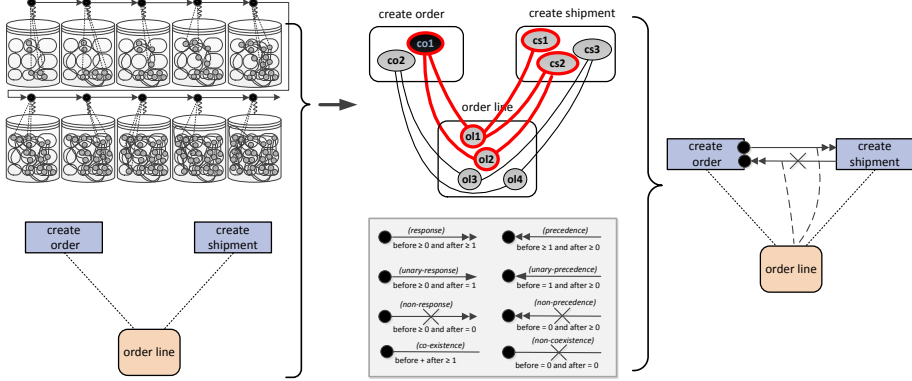 create
order
create
shipment
order line
create order
create shipment
co1
co2
cs1
cs2
cs3
order line
ol1
ol2
ol3
ol4
(response)
before ≥ 0 and after ≥ 1
(precedence)
before ≥ 1 and after ≥ 0
(unary-response)
before ≥ 0 and after = 1
(unary-precedence)
before = 1 and after ≥ 0
(non-response)
before ≥ 0 and after = 0
(non-precedence)
before = 0 and after ≥ 0
(co-existence)
before + after ≥ 1
(non-coexistence)
before = 0 and after = 0
create
order
create
shipment
order line